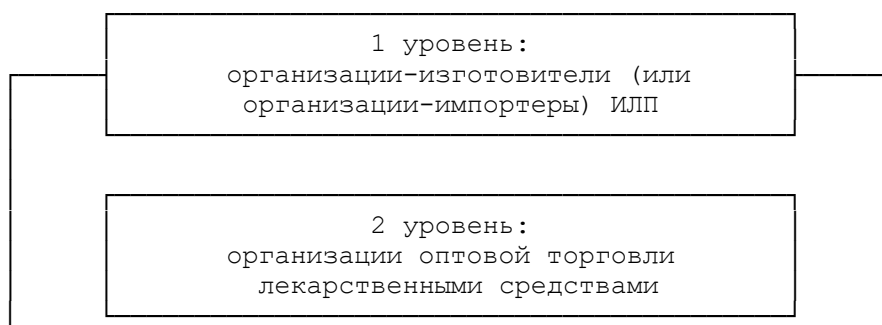 1 уровень:
организации-изготовители (или
организации-импортеры) ИЛП
2 уровень:
организации оптовой торговли
лекарственными средствами